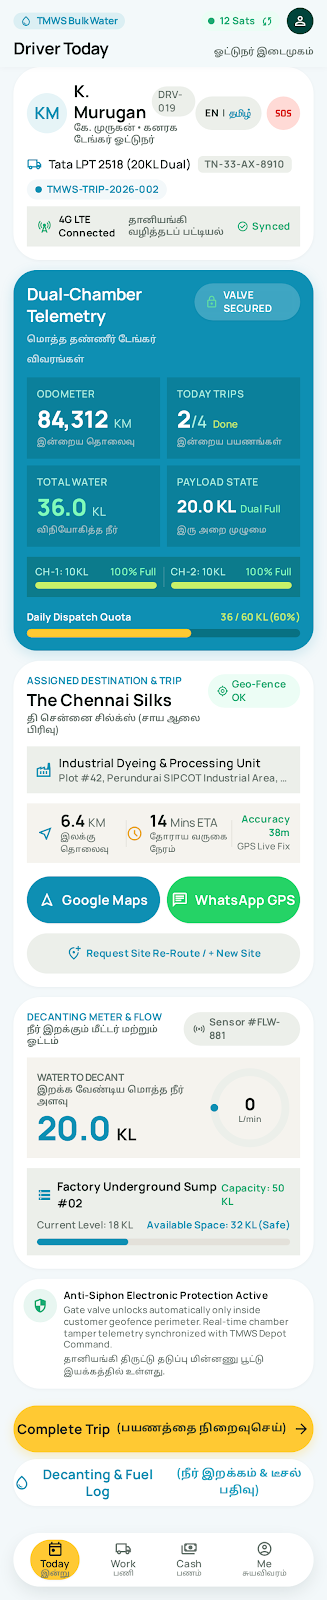 TMWS BulkWater
12 Sats
Driver Today
ஓட்டுநர் இடைமுகம்
KM
K. Murugan
DRV-019
கே. முருகன் • கனரக டேங்கர் ஓட்டுநர்
EN | தமிழ்
SOS
Tata LPT 2518 (20KL Dual)
TN-33-AX-8910
TMWS-TRIP-2026-002
4G LTE Connected
தானியங்கி வழித்தடப் பட்டியல்
Synced
Dual-Chamber Telemetry
VALVE SECURED
மொத்த தண்ணீர் டேங்கர் விவரங்கள்
ODOMETER
84,312 KM
இன்றைய தொலைவு
TODAY TRIPS
2/4 Done
இன்றைய பயணங்கள்
TOTAL WATER
36.0 KL
விநியோகித்த நீர்
PAYLOAD STATE
20.0 KL Dual Full
இரு அறை முழுமை
CH-1: 10KL 100% Full
CH-2: 10KL 100% Full
Daily Dispatch Quota
36 / 60 KL (60%)
ASSIGNED DESTINATION & TRIP
The Chennai Silks
தி சென்னை சில்க்ஸ் (சாய ஆலை பிரிவு)
Geo-Fence OK
Industrial Dyeing & Processing Unit
Plot #42, Perundurai SIPCOT Industrial Area, ...
6.4 KM
இலக்கு தொலைவு
14 Mins ETA
தோராய வருகை நேரம்
Accuracy 38m
GPS Live Fix
Google Maps
WhatsApp GPS
Request Site Re-Route / + New Site
DECANTING METER & FLOW
நீர் இறக்கும் மீட்டர் மற்றும் ஓட்டம்
Sensor #FLW-881
WATER TO DECANT
இறக்க வேண்டிய மொத்த நீர் அளவு
20.0 KL
0
L/min
Factory Underground Sump #02
Capacity: 50 KL
Current Level: 18 KL
Available Space: 32 KL (Safe)
Anti-Siphon Electronic Protection Active
Gate valve unlocks automatically only inside
customer geofence perimeter. Real-time chamber
tamper telemetry synchronized with TMWS Depot
Command.
தானியங்கி திருட்டு தடுப்பு மின்னணு பூட்டு
இயக்கத்தில் உள்ளது.
Complete Trip (பயணத்தை நிறைவுசெய்)
Decanting & Fuel Log
(நீர் இறக்கம் & டீசல் பதிவு)
Today
இன்று
Work
பணி
Cash
பணம்
Me
சுயவிவரம்